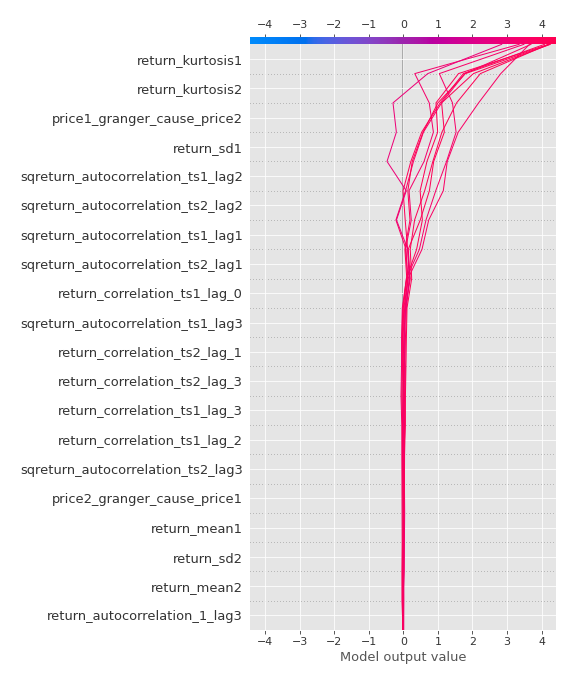 −4 −3 −2 −1 0 1 2 3 4
return_kurtosis1
return_kurtosis2
price1_granger_cause_price2
return_sd1
sqreturn_autocorrelation_ts1_lag2
sqreturn_autocorrelation_ts2_lag2
sqreturn_autocorrelation_ts1_lag1
sqreturn_autocorrelation_ts2_lag1
return_correlation_ts1_lag_0
sqreturn_autocorrelation_ts1_lag3
return_correlation_ts2_lag_1
return_correlation_ts2_lag_3
return_correlation_ts1_lag_3
return_correlation_ts1_lag_2
sqreturn_autocorrelation_ts2_lag3
price2_granger_cause_price1
return_mean1
return_sd2
return_mean2
return_autocorrelation_1_lag3
−4 −3 −2 −1 0 1 2 3 4
Model output value